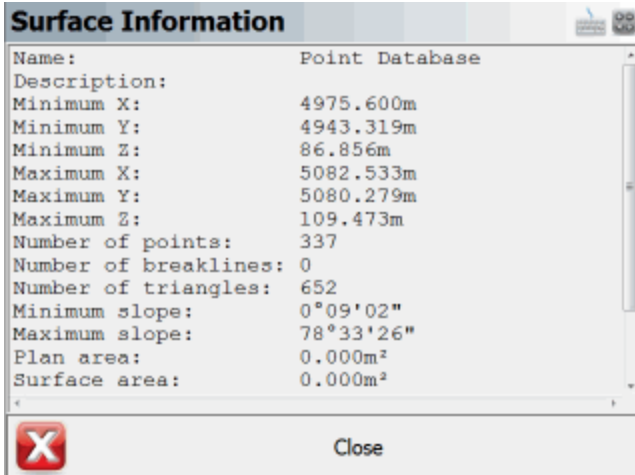 Surface Information
Name: Point Database
Description:
Minimum X: 4975.600m
Minimum Y: 4943.319m
Minimum Z: 86.856m
Maximum X: 5082.533m
Maximum Y: 5080.279m
Maximum Z: 109.473m
Number of points: 337
Number of breaklines: 0
Number of triangles: 652
Minimum slope: 0°09'02"
Maximum slope: 78°33'26"
Plan area: 0.000m²
Surface area: 0.000m²
Close